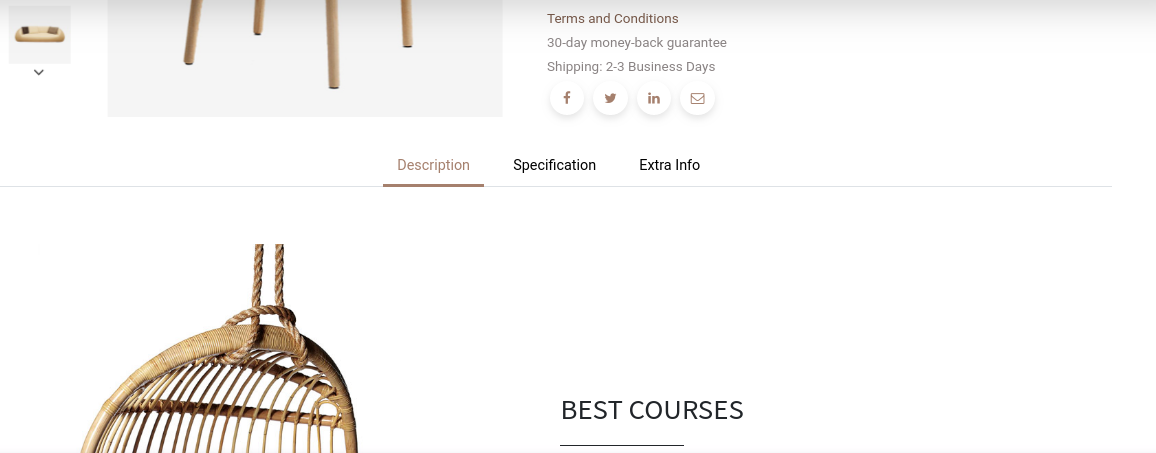 Terms and Conditions
30-day money-back guarantee
Shipping: 2-3 Business Days
Description
Specification
Extra Info
BEST COURSES